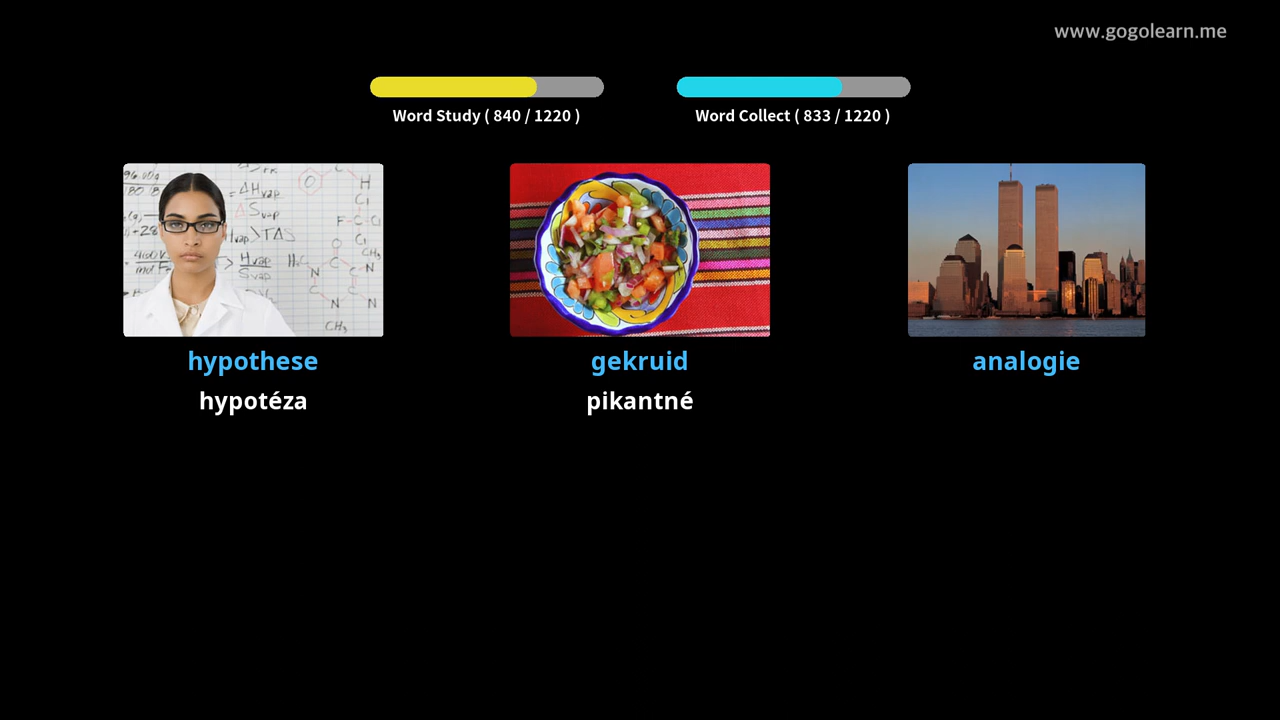 www.gogolearn.me
Word Study ( 840 / 1220 )
Word Collect ( 833 / 1220 )
hypothese
hypotéza
gekruid
pikantné
analogie